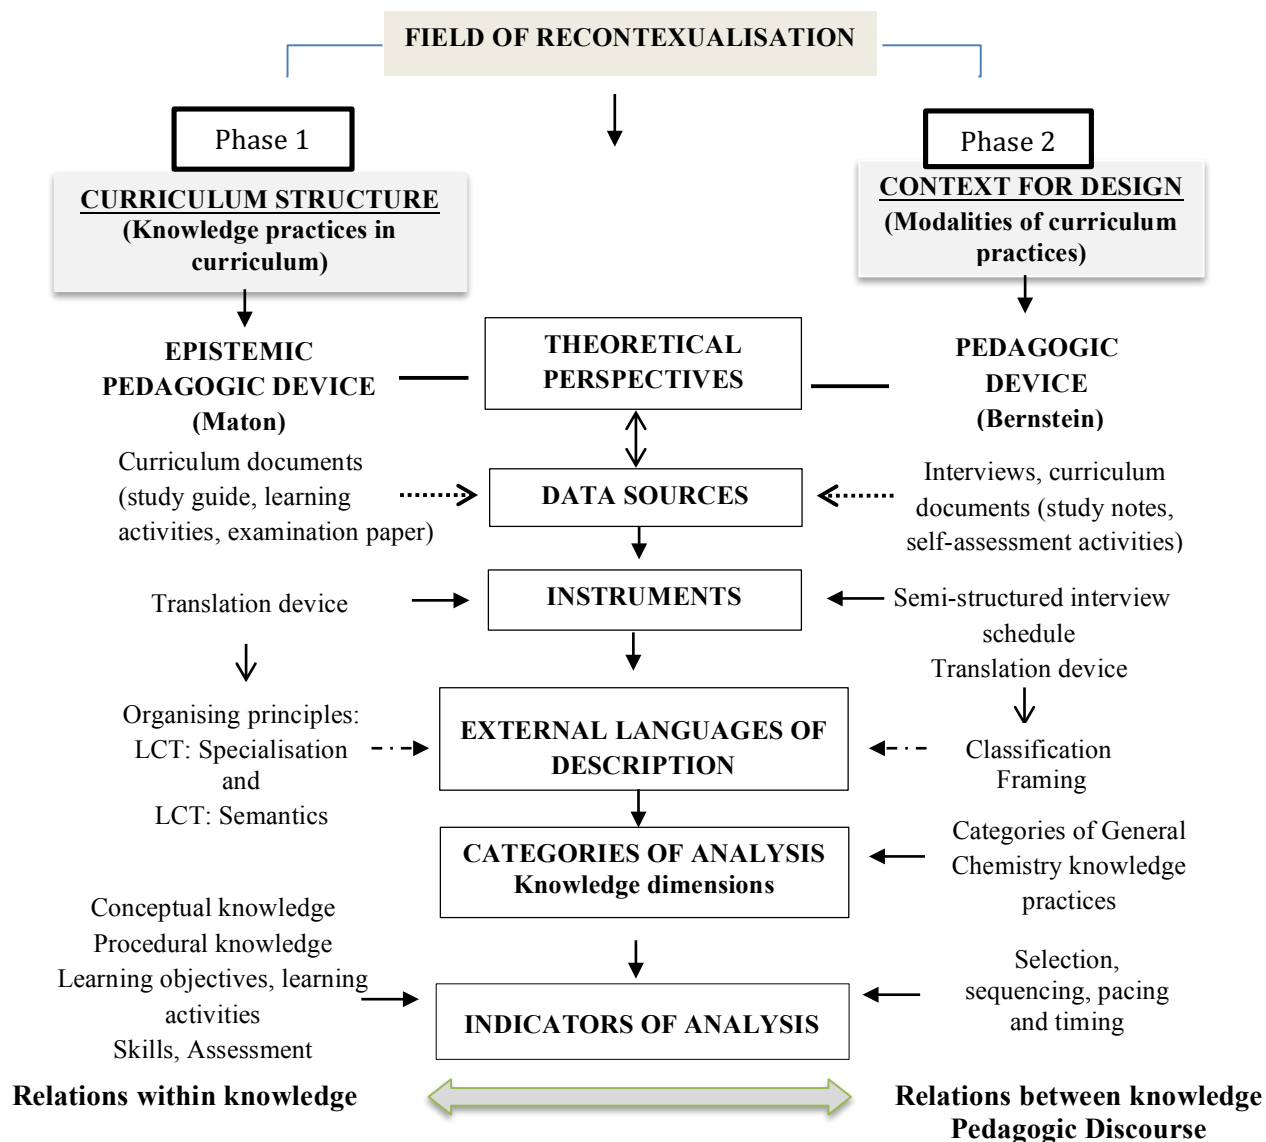 FIELD OF RECONTEXUALISATION
Phase 1
Phase 2
CURRICULUM STRUCTURE
(Knowledge practices in
curriculum)
CONTEXT FOR DESIGN
(Modalities of curriculum
practices)
EPISTEMIC
PEDAGOGIC DEVICE
(Maton)
THEORETICAL
PERSPECTIVES
PEDAGOGIC
DEVICE
(Bernstein)
Curriculum documents
(study guide, learning
activities, examination paper)
DATA SOURCES
Interviews, curriculum
documents (study notes,
self-assessment activities)
Translation device
INSTRUMENTS
Semi-structured interview
schedule
Translation device
Organising principles:
LCT: Specialisation
and
LCT: Semantics
EXTERNAL LANGUAGES OF
DESCRIPTION
Classification
Framing
CATEGORIES OF ANALYSIS
Knowledge dimensions
Categories of General
Chemistry knowledge
practices
Conceptual knowledge
Procedural knowledge
Learning objectives, learning
activities
Skills, Assessment
INDICATORS OF ANALYSIS
Selection,
sequencing, pacing
and timing
Relations within knowledge
Relations between knowledge
Pedagogic Discourse